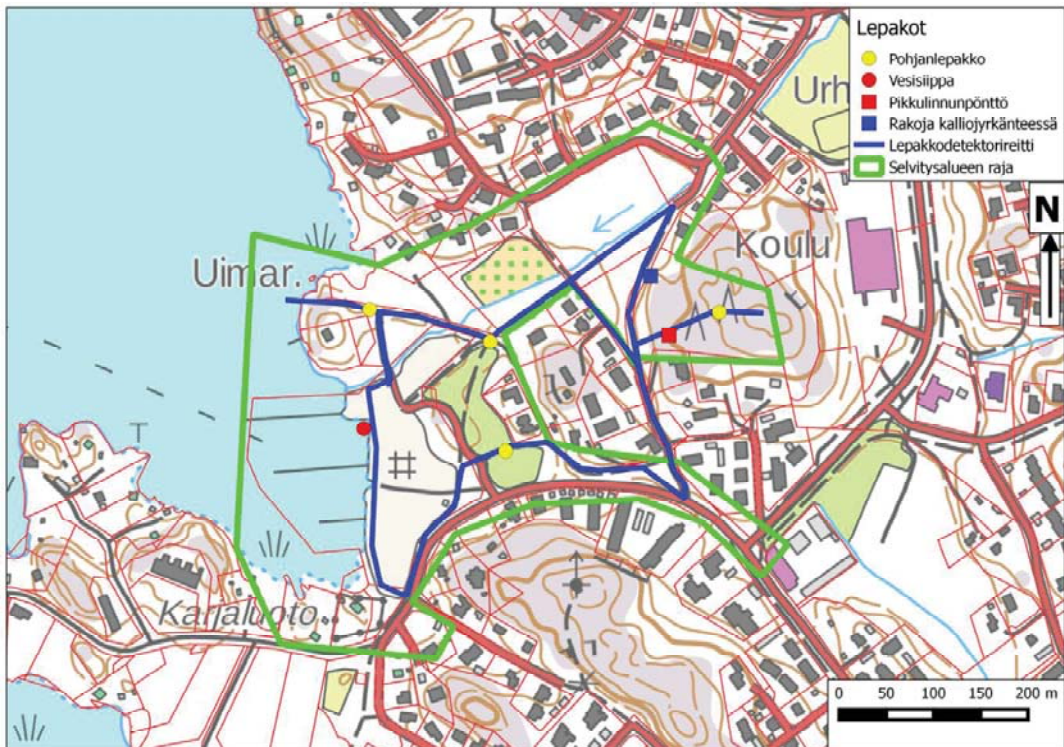 Lepakot
Pohjanlepakko
Vesisiippa
Pikkulinnunpönttö
Rakoja kalliojyrkänteessä
Lepakkodetektorireitti
Selvitysalueen raja
Urh
N
Koulu
Uimar.
Karjaluoto
0 50 100 150 200 m